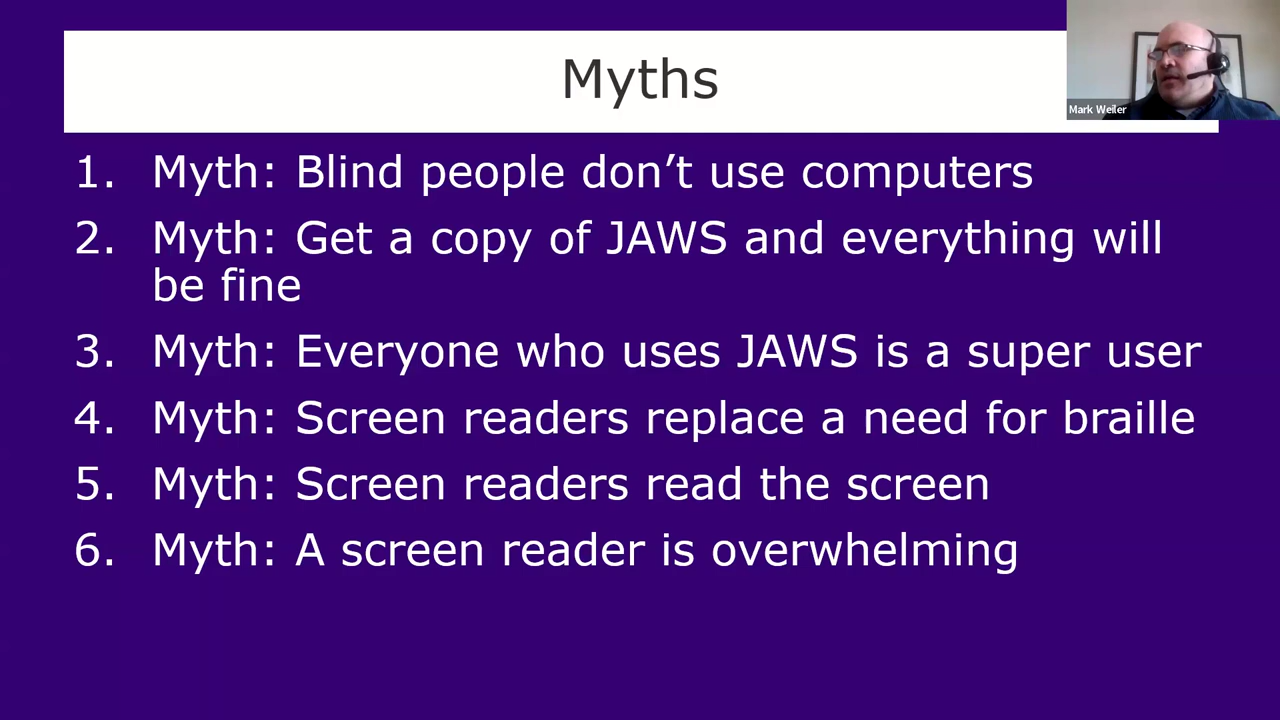 Myths
Mark Weiler
1. Myth: Blind people don’t use computers
2. Myth: Get a copy of JAWS and everything will
be fine
3. Myth: Everyone who uses JAWS is a super user
4. Myth: Screen readers replace a need for braille
5. Myth: Screen readers read the screen
6. Myth: A screen reader is overwhelming